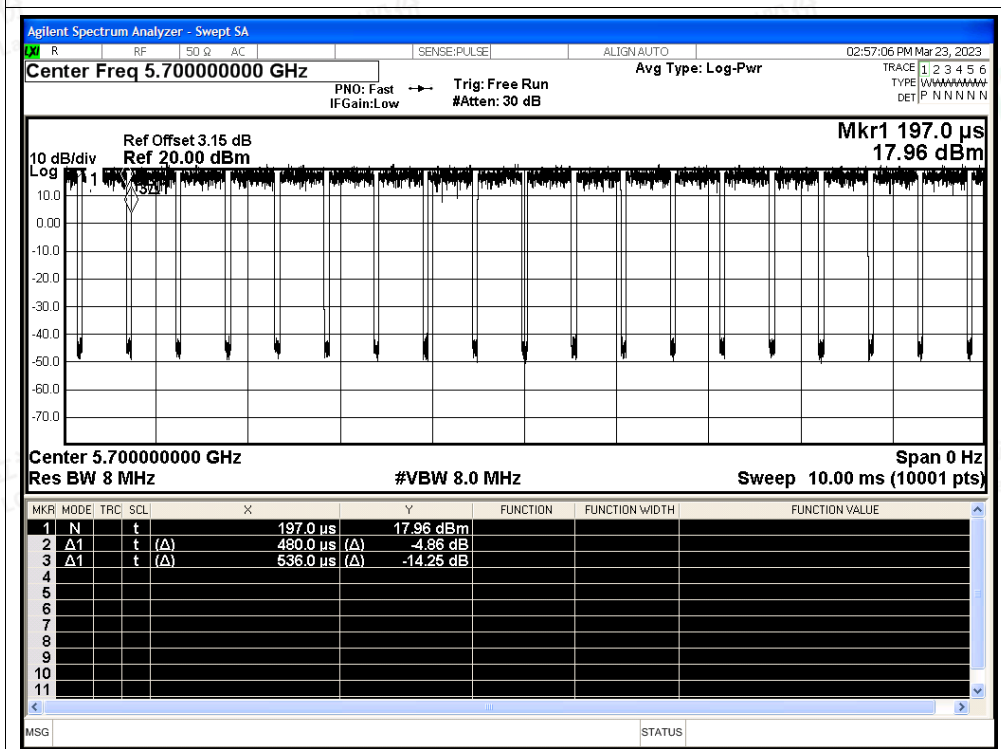 Agilent Spectrum Analyzer - Swept SA
LXI R RF 50 Ω AC SENSE:PULSE ALIGN AUTO 02:57:06 PM Mar 23, 2023
Center Freq 5.700000000 GHz
PNO: Fast
IFGain:Low
Trig: Free Run
#Atten: 30 dB
Avg Type: Log-Pwr
TRACE 1 2 3 4 5 6
TYPE WWWWWWW
DET P N N N N N
Mkr1 197.0 µs
17.96 dBm
Ref Offset 3.15 dB
10 dB/div Ref 20.00 dBm
Log
1
3Δ1
10.0
0.00
-10.0
-20.0
-30.0
-40.0
-50.0
-60.0
-70.0
Center 5.700000000 GHz Span 0 Hz
Res BW 8 MHz #VBW 8.0 MHz Sweep 10.00 ms (10001 pts)
MKR MODE TRC SCL X Y FUNCTION FUNCTION WIDTH FUNCTION VALUE
1 N t 197.0 µs 17.96 dBm
2 Δ1 t (Δ) 480.0 µs (Δ) -4.86 dB
3 Δ1 t (Δ) 536.0 µs (Δ) -14.25 dB
4
5
6
7
8
9
10
11
MSG STATUS